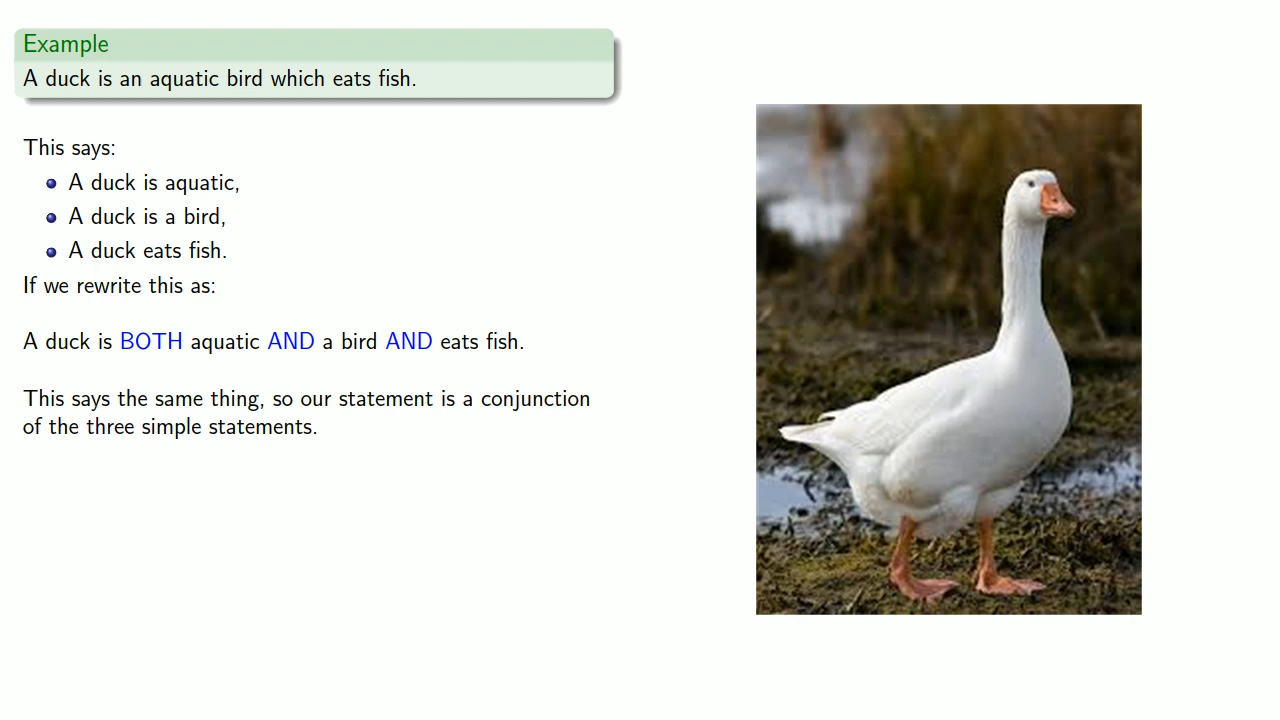 Example
A duck is an aquatic bird which eats fish.
This says:
A duck is aquatic,
A duck is a bird,
A duck eats fish.
If we rewrite this as:
A duck is BOTH aquatic AND a bird AND eats fish.
This says the same thing, so our statement is a conjunction
of the three simple statements.